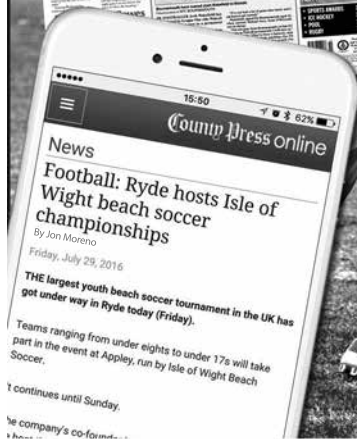 • SPORTS AWARDS
• ICE HOCKEY
• POOL
• RUGBY
15:50
62%
County Press online
News
Football: Ryde hosts Isle of
Wight beach soccer
championships
By Jon Moreno
Friday, July 29, 2016
THE largest youth beach soccer tournament in the UK has
got under way in Ryde today (Friday).
Teams ranging from under eights to under 17s will take
part in the event at Appley, run by Isle of Wight Beach
Soccer.
t continues until Sunday.
he company's co-founder